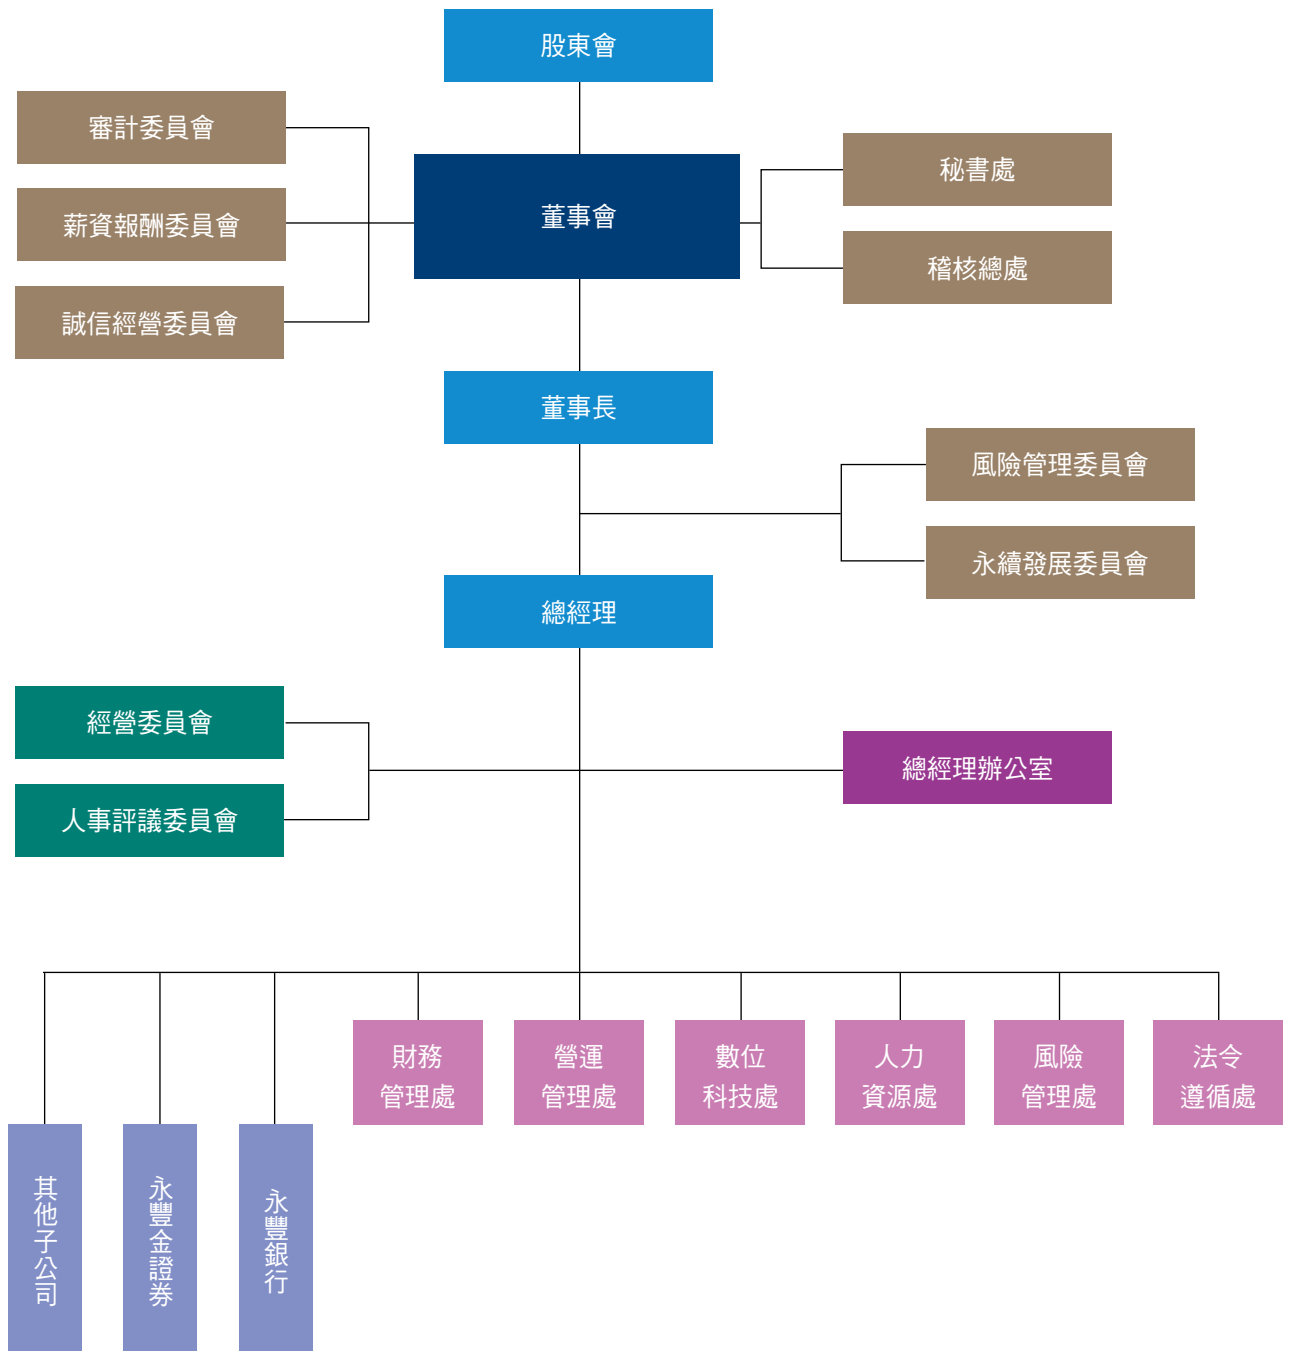 股東會
審計委員會
薪資報酬委員會
誠信經營委員會
董事會
秘書處
稽核總處
董事長
風險管理委員會
永續發展委員會
總經理
經營委員會
人事評議委員會
總經理辦公室
財務
管理處
營運
管理處
數位
科技處
人力
資源處
風險
管理處
法令
遵循處
其他子公司
永豐金證券
永豐銀行